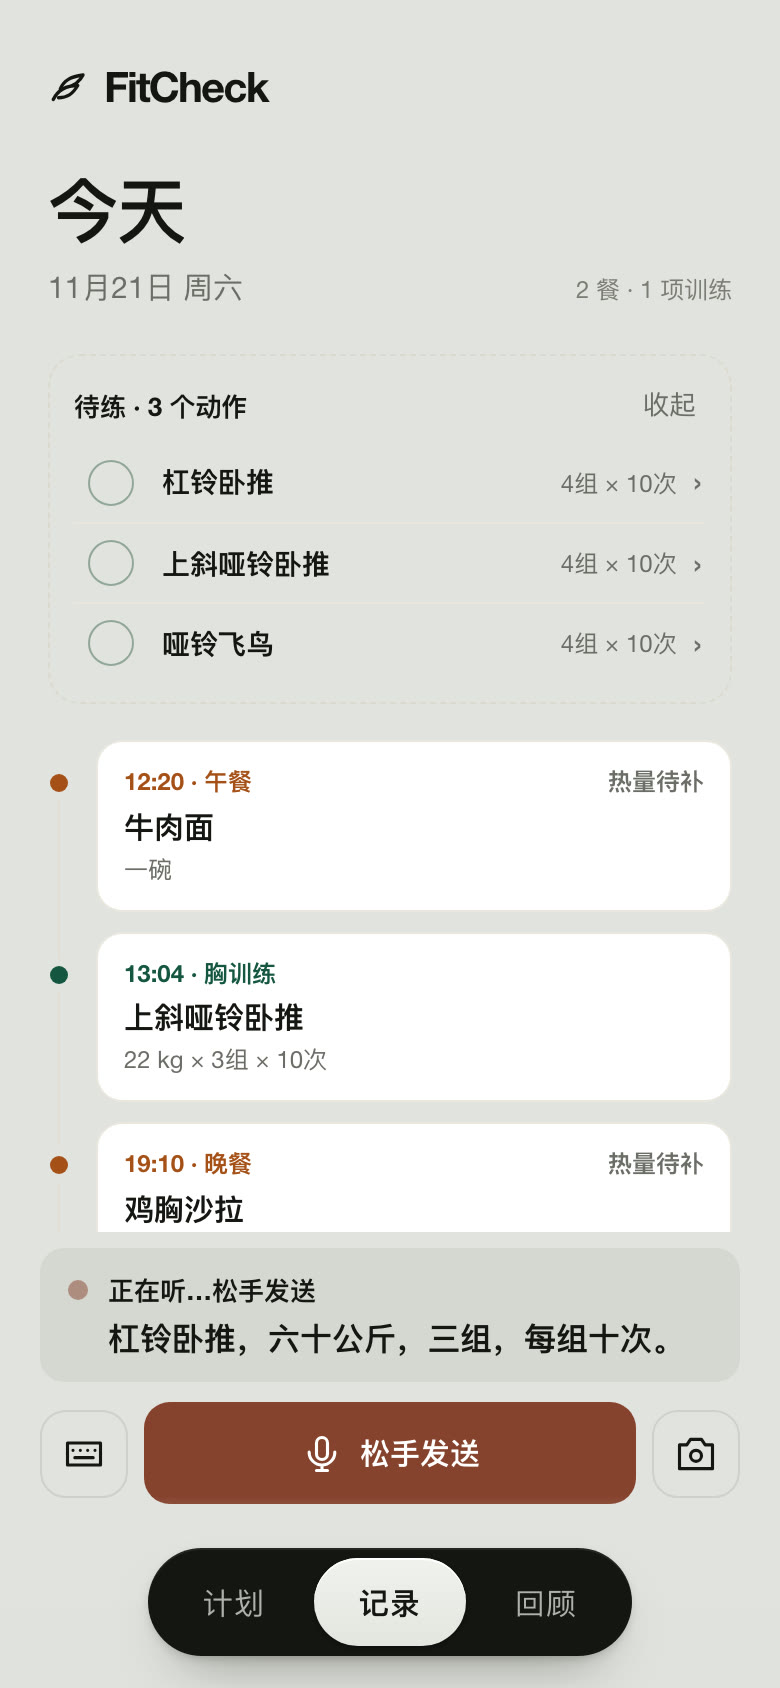 FitCheck
今天
11月21日 周六
2 餐 · 1 项训练
待练 · 3 个动作
收起
杠铃卧推
4组 × 10次 ›
上斜哑铃卧推
4组 × 10次 ›
哑铃飞鸟
4组 × 10次 ›
12:20 · 午餐
热量待补
牛肉面
一碗
13:04 · 胸训练
上斜哑铃卧推
22 kg × 3组 × 10次
19:10 · 晚餐
热量待补
鸡胸沙拉
正在听…松手发送
杠铃卧推，六十公斤，三组，每组十次。
松手发送
计划
记录
回顾